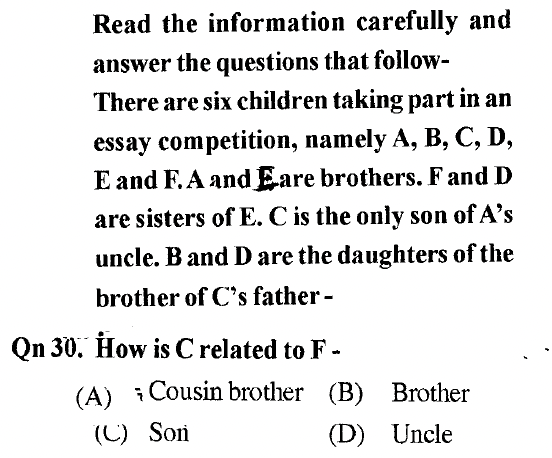 Read the information carefully and
answer the questions that follow-
There are six children taking part in an
essay competition, namely A, B, C, D,
E and F. A and E are brothers. F and D
are sisters of E. C is the only son of A's
uncle. B and D are the daughters of the
brother of C's father -
Qn 30. How is C related to F -
(A) Cousin brother (B) Brother
(C) Son (D) Uncle